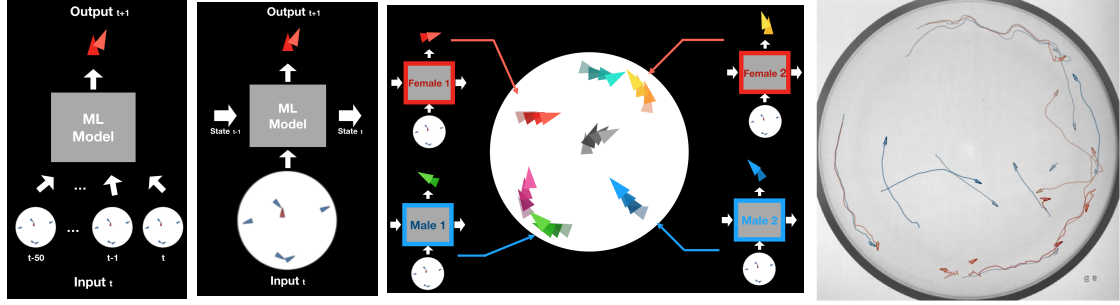 Output t+1
ML
Model
...
...
t-50
t-1
t
Input t
Output t+1
State t-1
ML
Model
State t
Input t
Female 1
Female 2
Male 1
Male 2